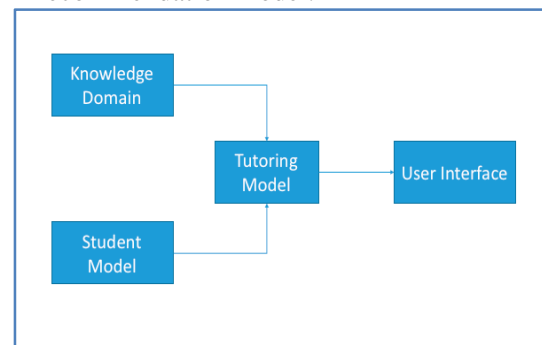 Knowledge
Domain
Tutoring
Model
User Interface
Student
Model